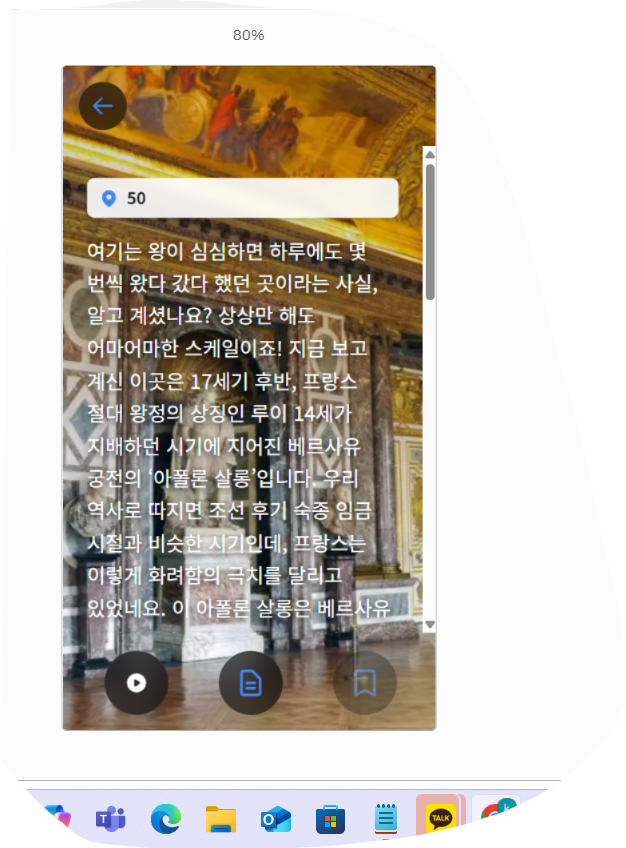 80%
50
여기는 왕이 심심하면 하루에도 몇
번씩 왔다 갔다 했던 곳이라는 사실,
알고 계셨나요? 상상만 해도
어마어마한 스케일이죠! 지금 보고
계신 이곳은 17세기 후반, 프랑스
절대 왕정의 상징인 루이 14세가
지배하던 시기에 지어진 베르사유
궁전의 ‘아폴론 살롱’입니다. 우리
역사로 따지면 조선 후기 숙종 임금
시절과 비슷한 시기인데, 프랑스는
이렇게 화려함의 극치를 달리고
있었네요. 이 아폴론 살롱은 베르사유
T
O
TALK
k